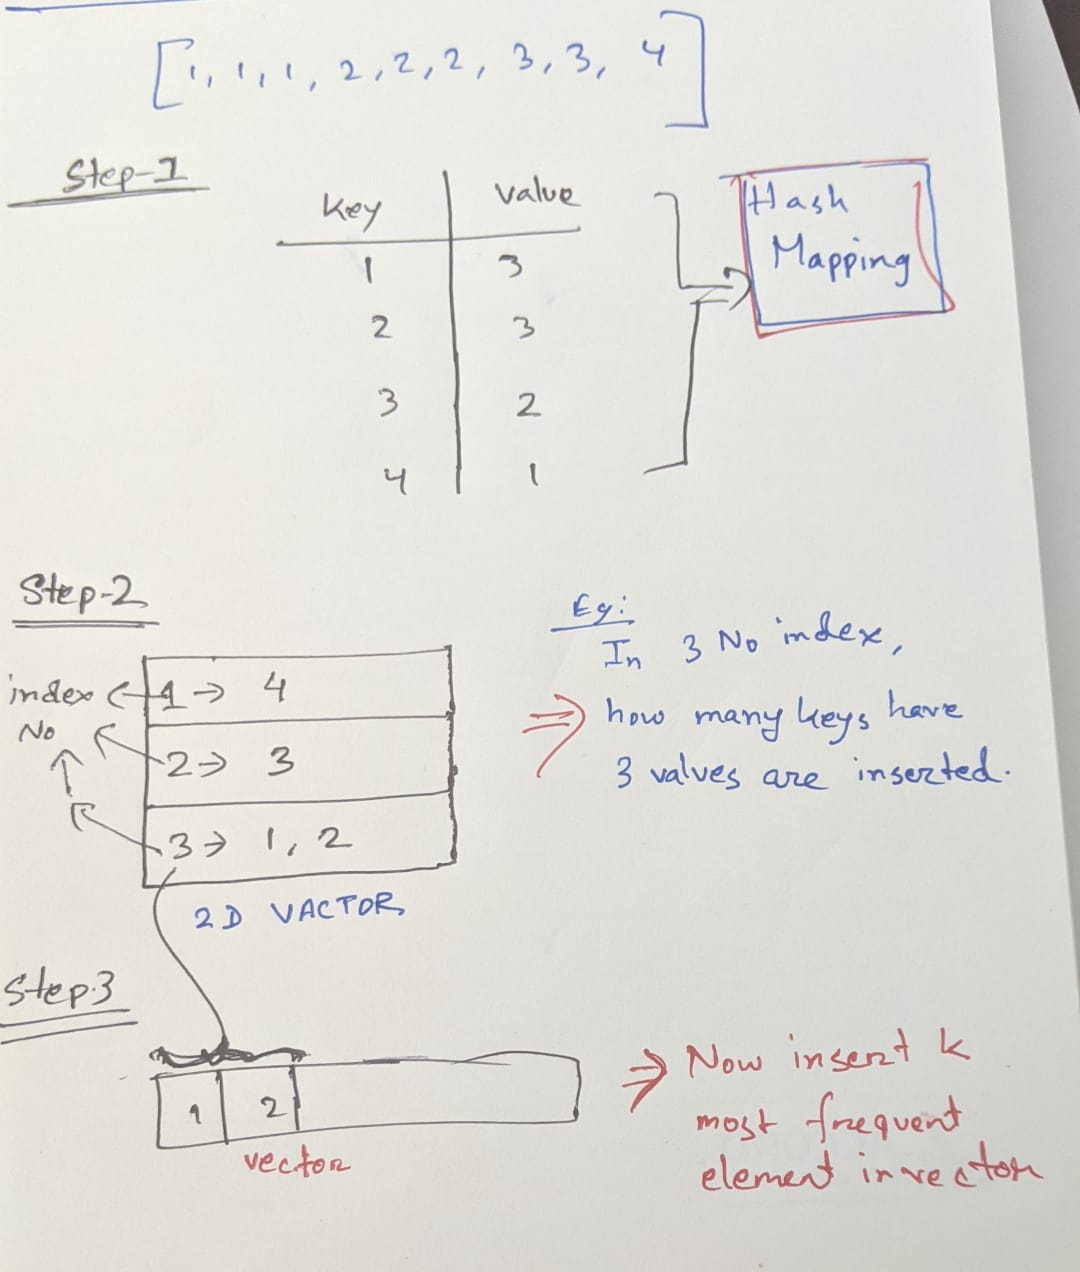 [1, 1, 1, 2, 2, 2, 3, 3, 4]
Step-1
Key value
1 3
2 3
3 2
4 1
Hash
Mapping
Step-2
index 1 → 4
No
2 → 3
3 → 1, 2
2D VACTOR
Eg:
In 3 No index,
⇒ how many keys have
3 values are inserted.
Step-3
1 2
vector
⇒ Now insert k
most frequent
element in vector